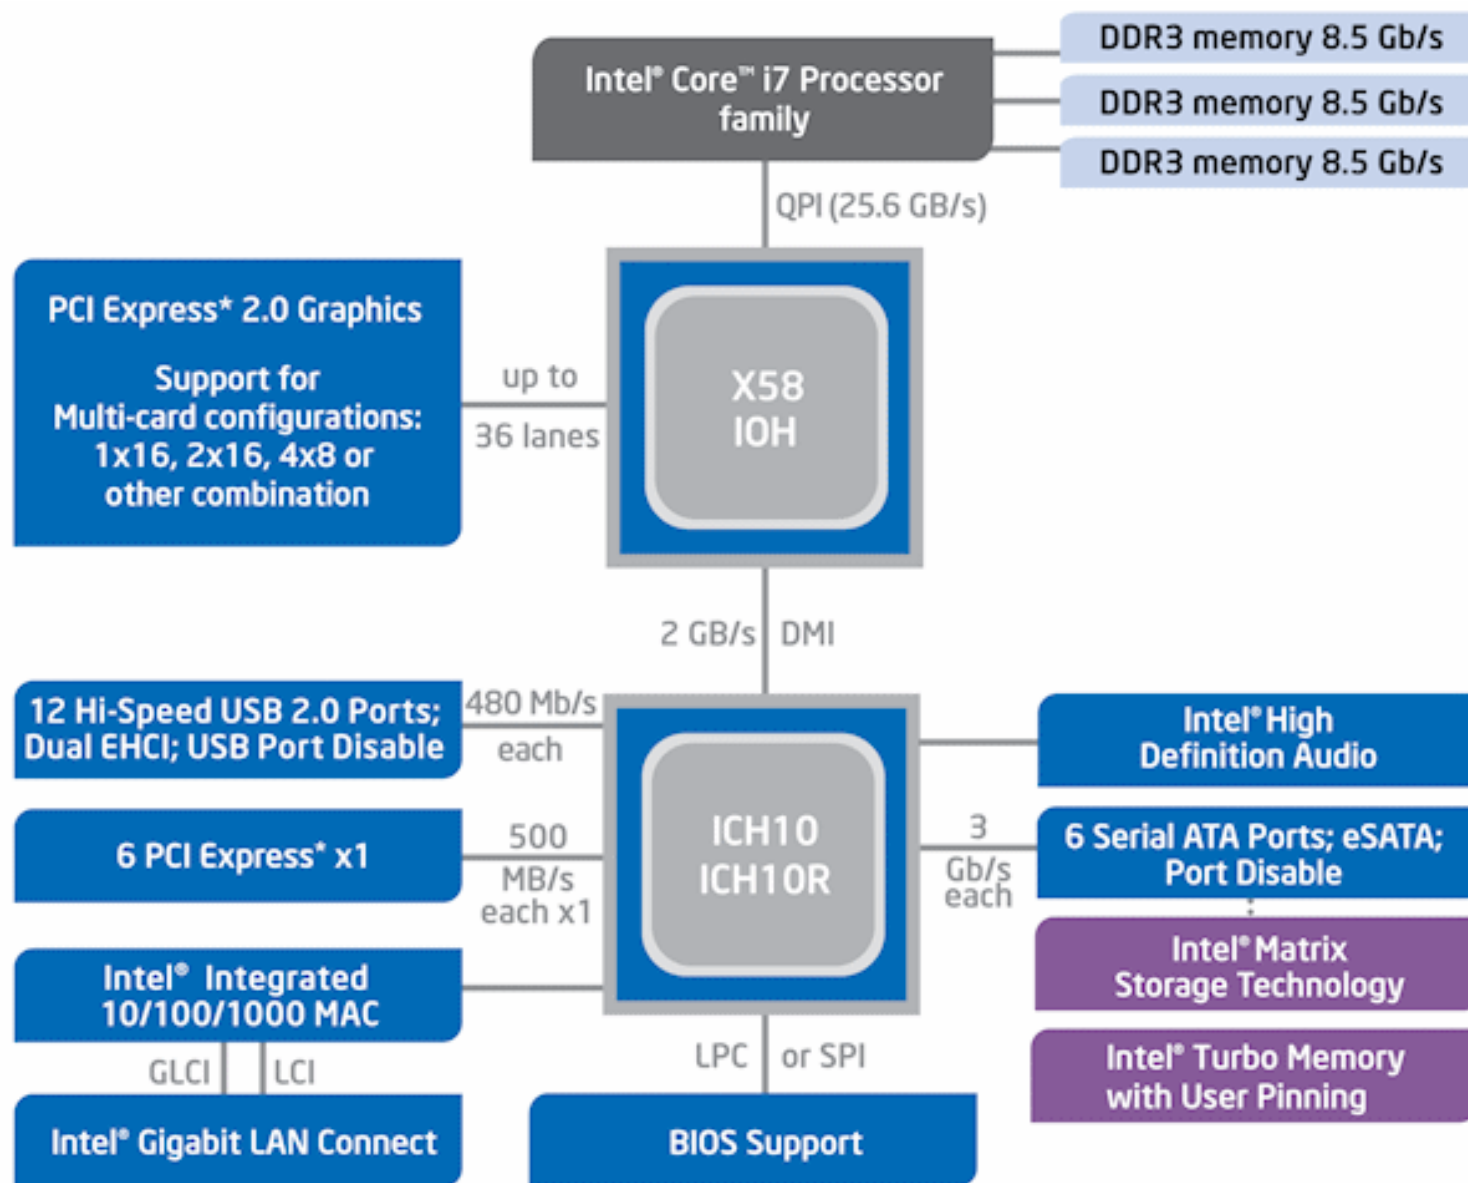 Intel® Core™ i7 Processor
family
DDR3 memory 8.5 Gb/s
DDR3 memory 8.5 Gb/s
DDR3 memory 8.5 Gb/s
QPI (25.6 GB/s)
PCI Express* 2.0 Graphics
Support for
Multi-card configurations:
1x16, 2x16, 4x8 or
other combination
up to
36 lanes
X58
IOH
2 GB/s DMI
12 Hi-Speed USB 2.0 Ports;
Dual EHCI; USB Port Disable
480 Mb/s
each
6 PCI Express* x1
500
MB/s
each x1
Intel® Integrated
10/100/1000 MAC
GLCI LCI
Intel® Gigabit LAN Connect
ICH10
ICH10R
LPC or SPI
BIOS Support
Intel® High
Definition Audio
3
Gb/s
each
6 Serial ATA Ports; eSATA;
Port Disable
Intel® Matrix
Storage Technology
Intel® Turbo Memory
with User Pinning